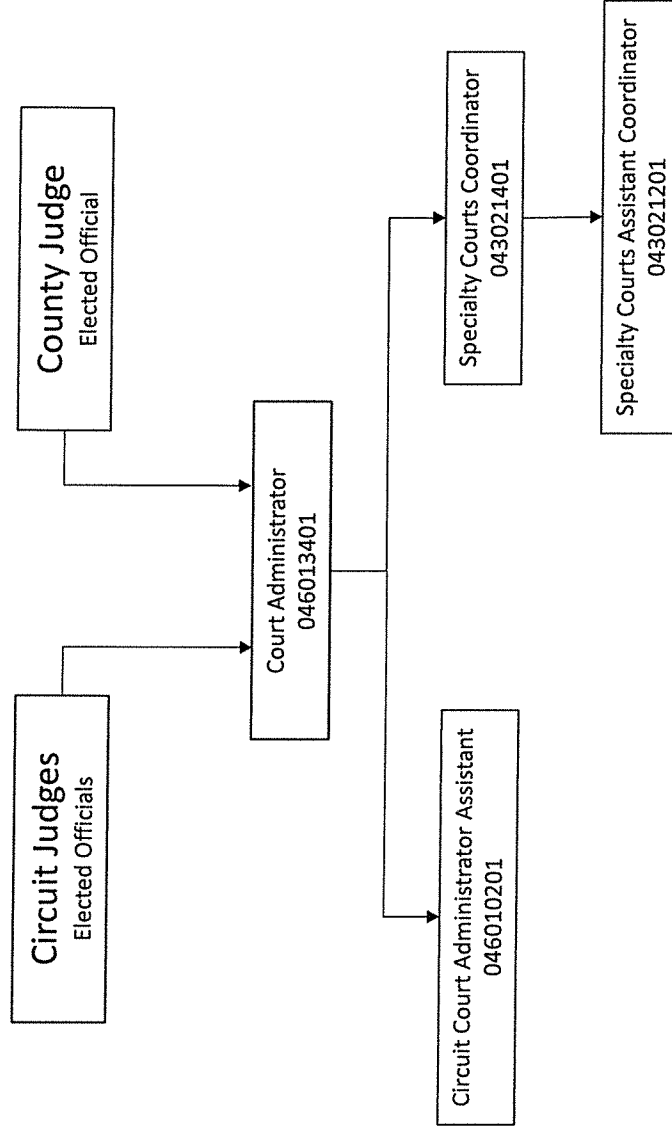 Circuit Judges
Elected Officials
County Judge
Elected Official
Court Administrator
046013401
Circuit Court Administrator Assistant
046010201
Specialty Courts Coordinator
043021401
Specialty Courts Assistant Coordinator
043021201